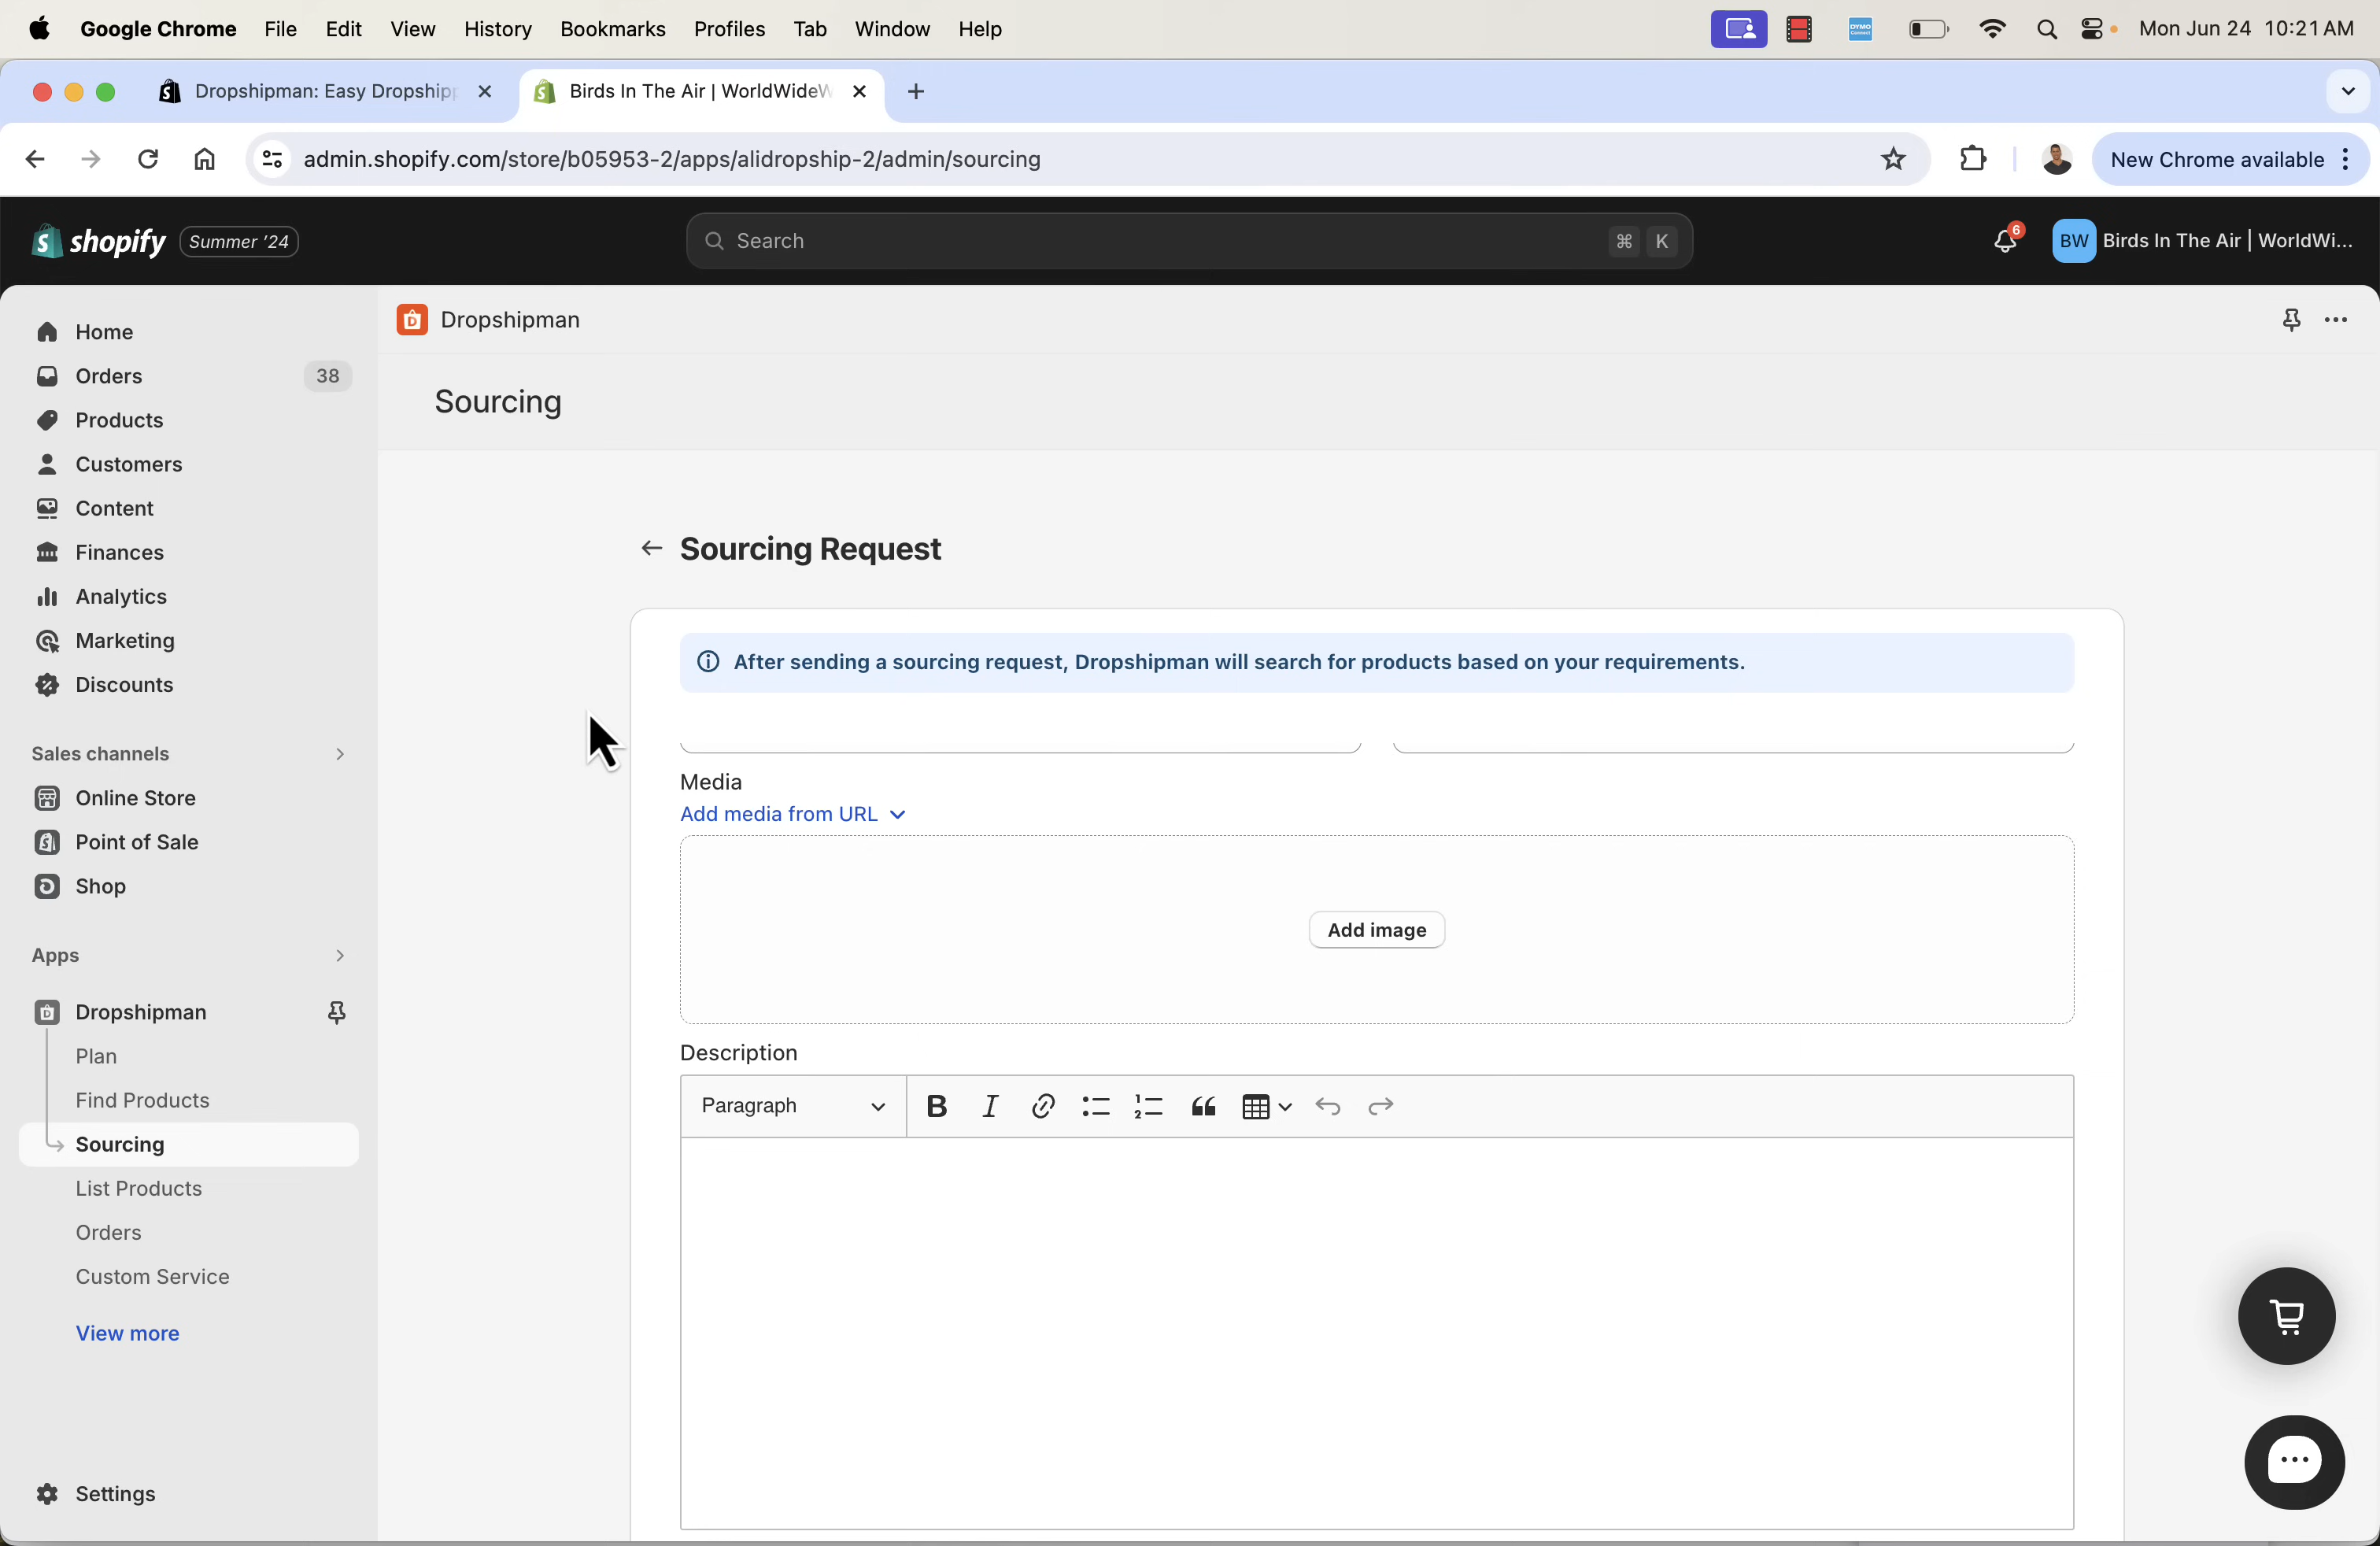 Google Chrome File Edit View History Bookmarks Profiles Tab Window Help DYMO Connect Mon Jun 24 10:21 AM
Dropshipman: Easy Dropship Birds In The Air | WorldWide
admin.shopify.com/store/b05953-2/apps/alidropship-2/admin/sourcing New Chrome available
shopify Summer '24 Search ⌘ K 6 BW Birds In The Air | WorldWi...
Home
Orders 38
Products
Customers
Content
Finances
Analytics
Marketing
Discounts
Sales channels
Online Store
Point of Sale
Shop
Apps
Dropshipman
Plan
Find Products
Sourcing
List Products
Orders
Custom Service
View more
Settings
Dropshipman
Sourcing
Sourcing Request
After sending a sourcing request, Dropshipman will search for products based on your requirements.
Media
Add media from URL
Add image
Description
Paragraph B I